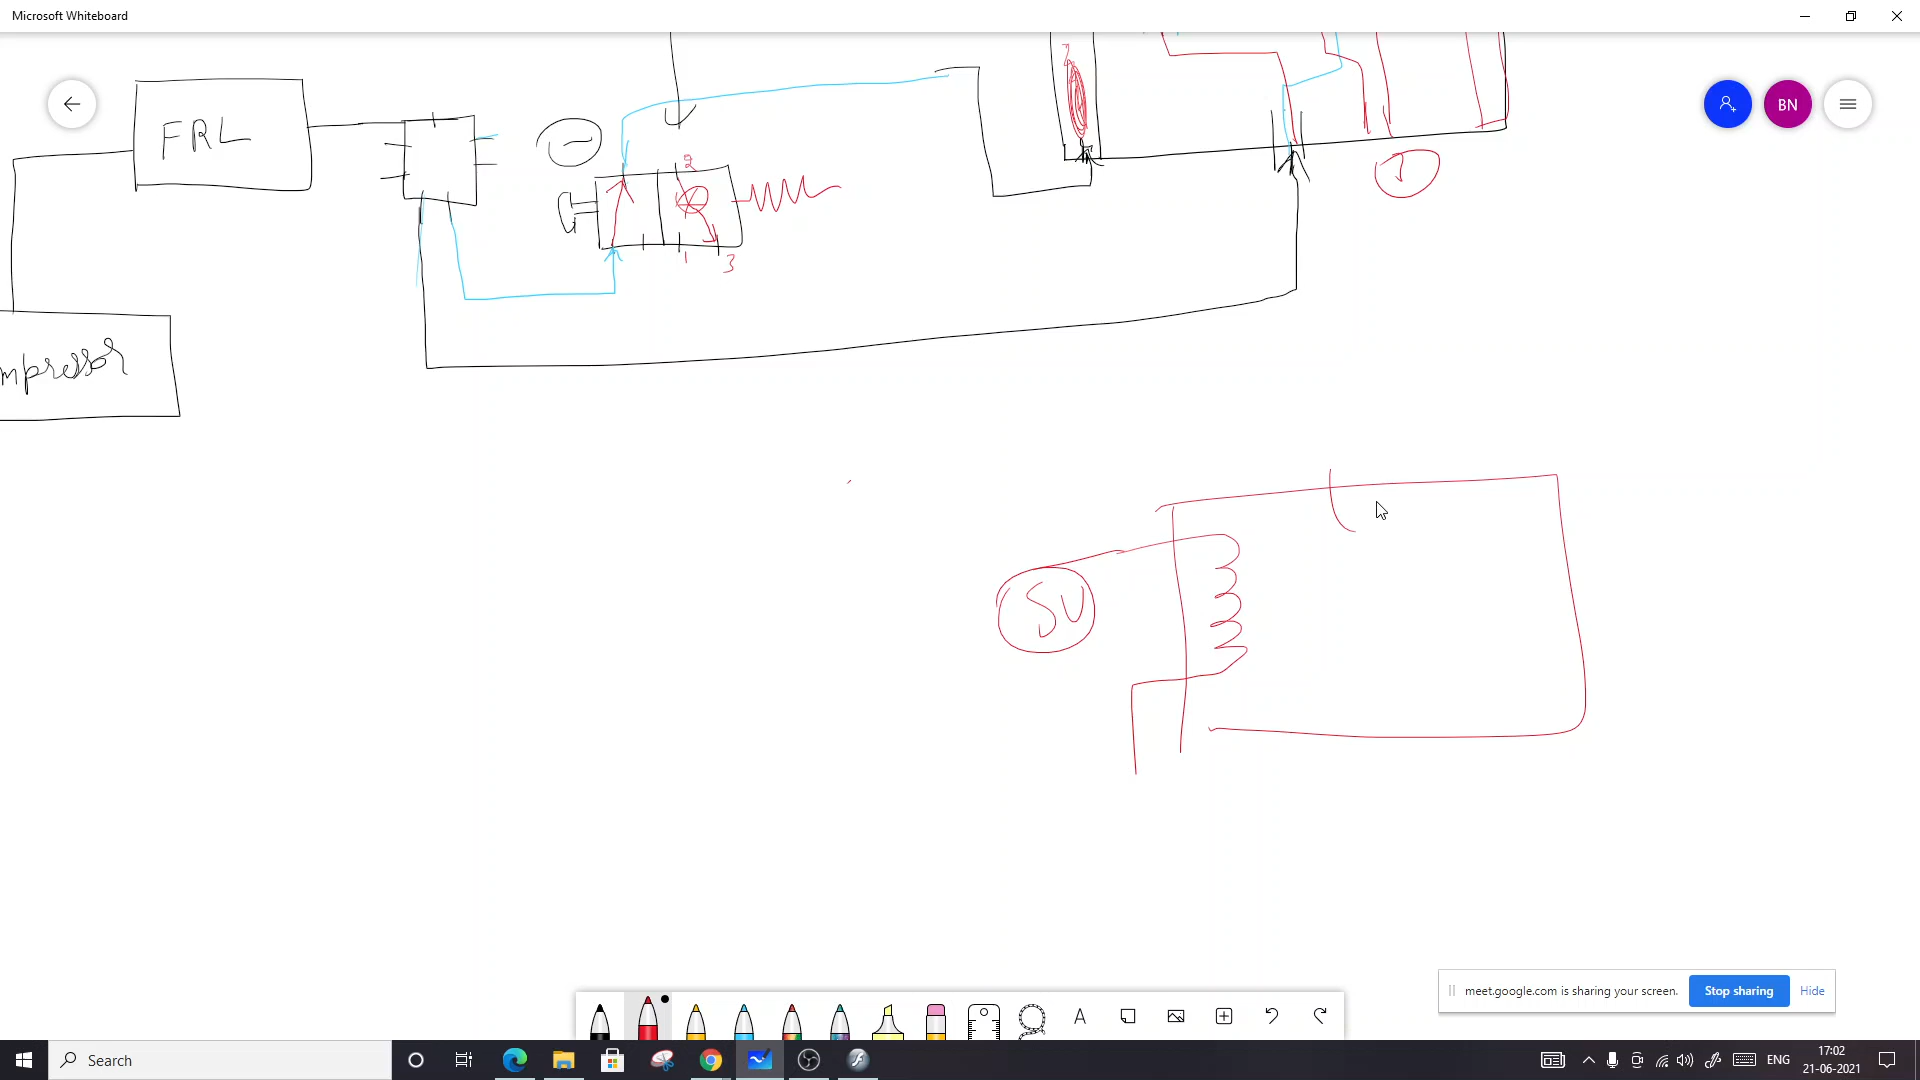 Microsoft Whiteboard
FRL
BN
2
1
3
mpressor
meet.google.com is sharing your screen.
Stop sharing
Hide
A
Search
ENG
17:02
21-06-2021